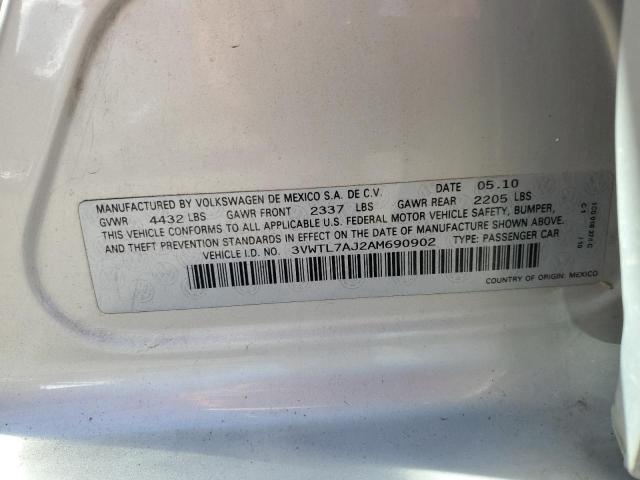 MANUFACTURED BY VOLKSWAGEN DE MEXICO S.A. DE C.V. DATE 05.10
GVWR 4432 LBS GAWR FRONT 2337 LBS GAWR REAR 2205 LBS
THIS VEHICLE CONFORMS TO ALL APPLICABLE U.S. FEDERAL MOTOR VEHICLE SAFETY, BUMPER,
AND THEFT PREVENTION STANDARDS IN EFFECT ON THE DATE OF MANUFACTURE SHOWN ABOVE.
VEHICLE I.D. NO. 3VWTL7AJ2AM690902 TYPE: PASSENGER CAR
COUNTRY OF ORIGIN: MEXICO